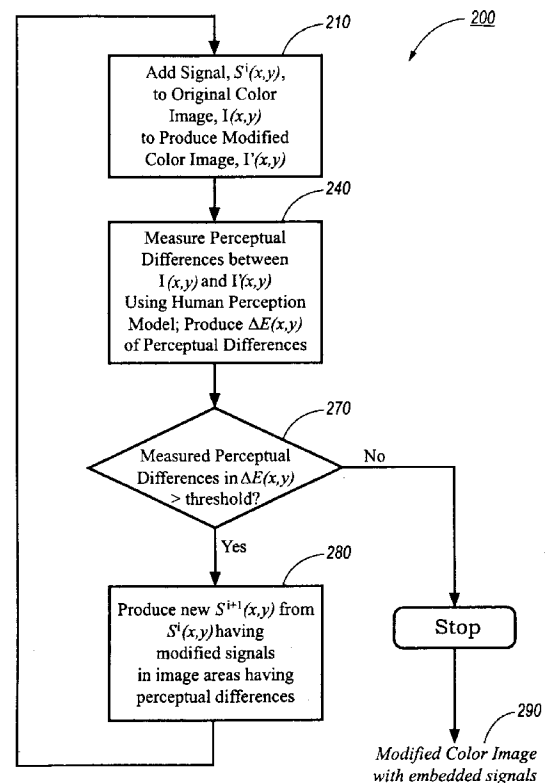 210
200
Add Signal, Sⁱ(x,y),
to Original Color
Image, I(x,y)
to Produce Modified
Color Image, I'(x,y)
240
Measure Perceptual
Differences between
I(x,y) and I'(x,y)
Using Human Perception
Model; Produce ΔE(x,y)
of Perceptual Differences
270
Measured Perceptual
Differences in ΔE(x,y)
> threshold?
No
Yes
280
Produce new Sⁱ⁺¹(x,y) from
Sⁱ(x,y) having
modified signals
in image areas having
perceptual differences
Stop
290
Modified Color Image
with embedded signals